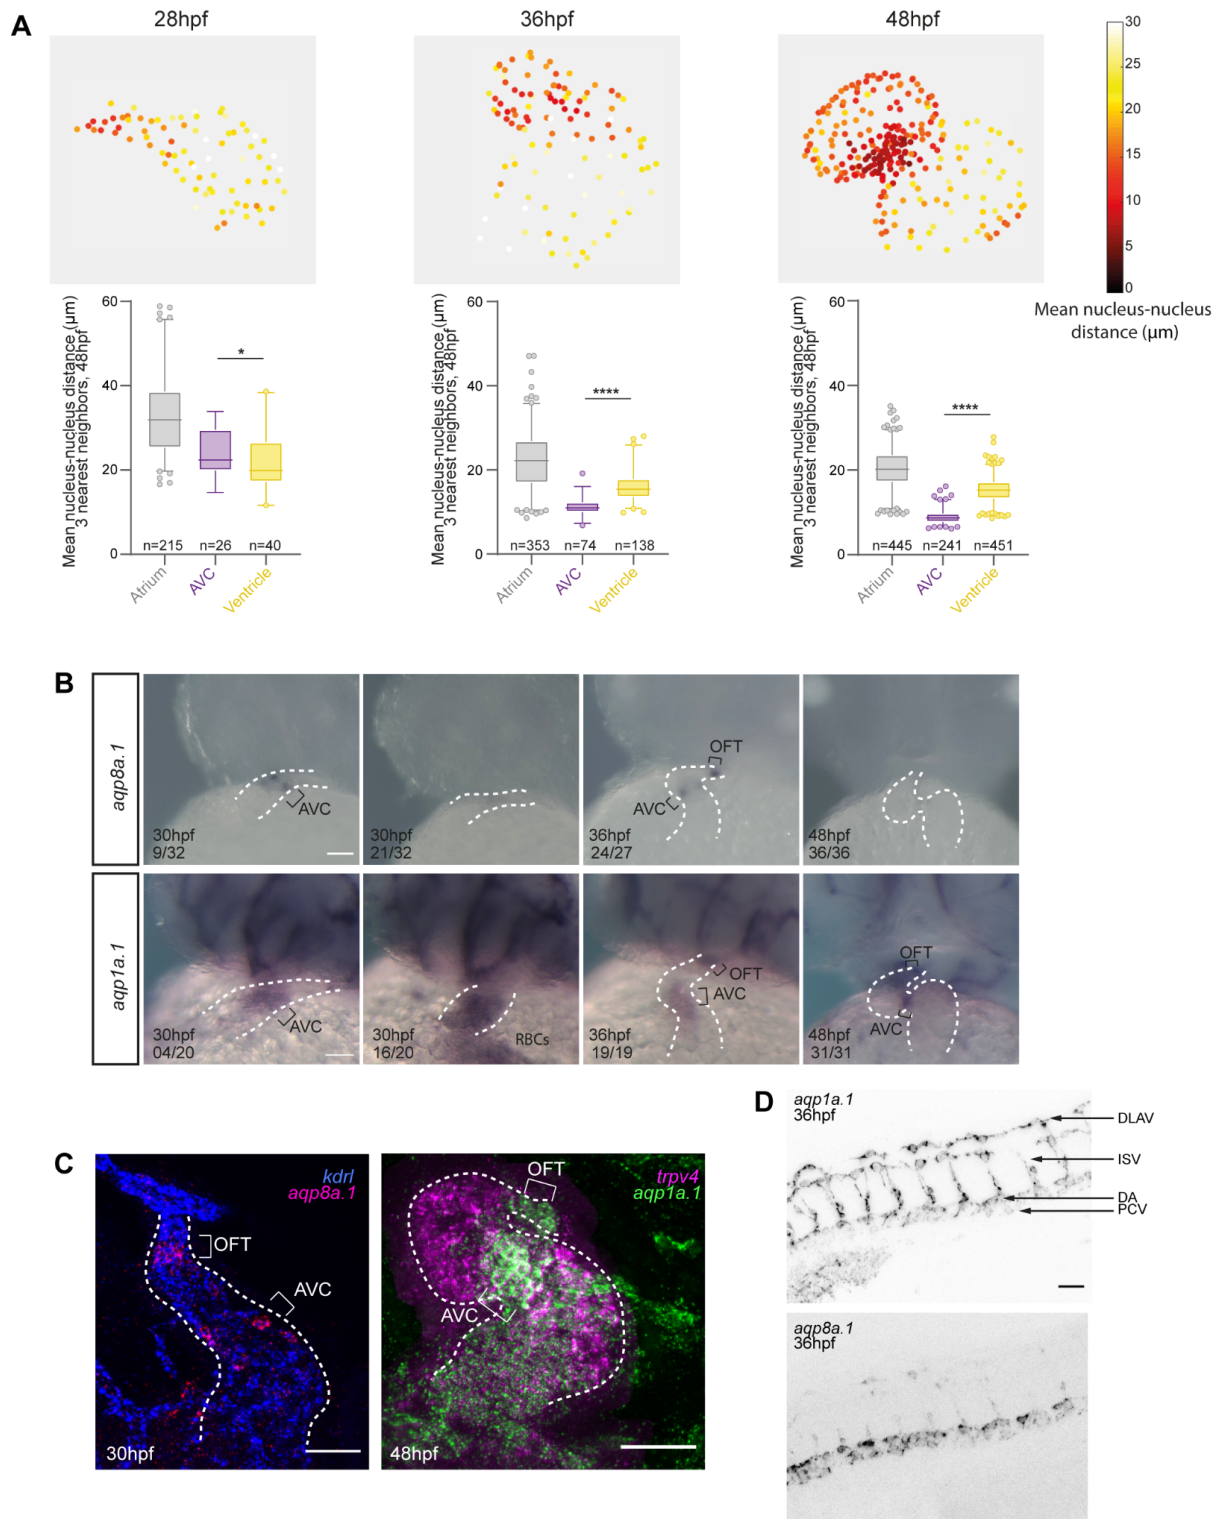 A
28hpf
36hpf
48hpf
30
25
20
15
30
10
5
0
Mean nucleus-nucleus
distance (µm)
Mean nucleus-nucleus distance (µm)
3 nearest neighbors, 48hpf
60
40
20
0
*
n=215
n=26
n=40
Atrium
AVC
Ventricle
Mean nucleus-nucleus distance (µm)
3 nearest neighbors, 48hpf
60
40
20
0
****
n=353
n=74
n=138
Atrium
AVC
Ventricle
Mean nucleus-nucleus distance (µm)
3 nearest neighbors, 48hpf
60
40
20
0
****
n=445
n=241
n=451
Atrium
AVC
Ventricle
B
aqp8a.1
AVC
30hpf
9/32
30hpf
21/32
OFT
AVC
36hpf
24/27
48hpf
36/36
aqp1a.1
AVC
30hpf
04/20
30hpf
16/20
RBCs
OFT
AVC
36hpf
19/19
OFT
AVC
48hpf
31/31
C
kdrl
aqp8a.1
OFT
AVC
30hpf
OFT
trpv4
aqp1a.1
AVC
48hpf
D
aqp1a.1
36hpf
DLAV
ISV
DA
PCV
aqp8a.1
36hpf